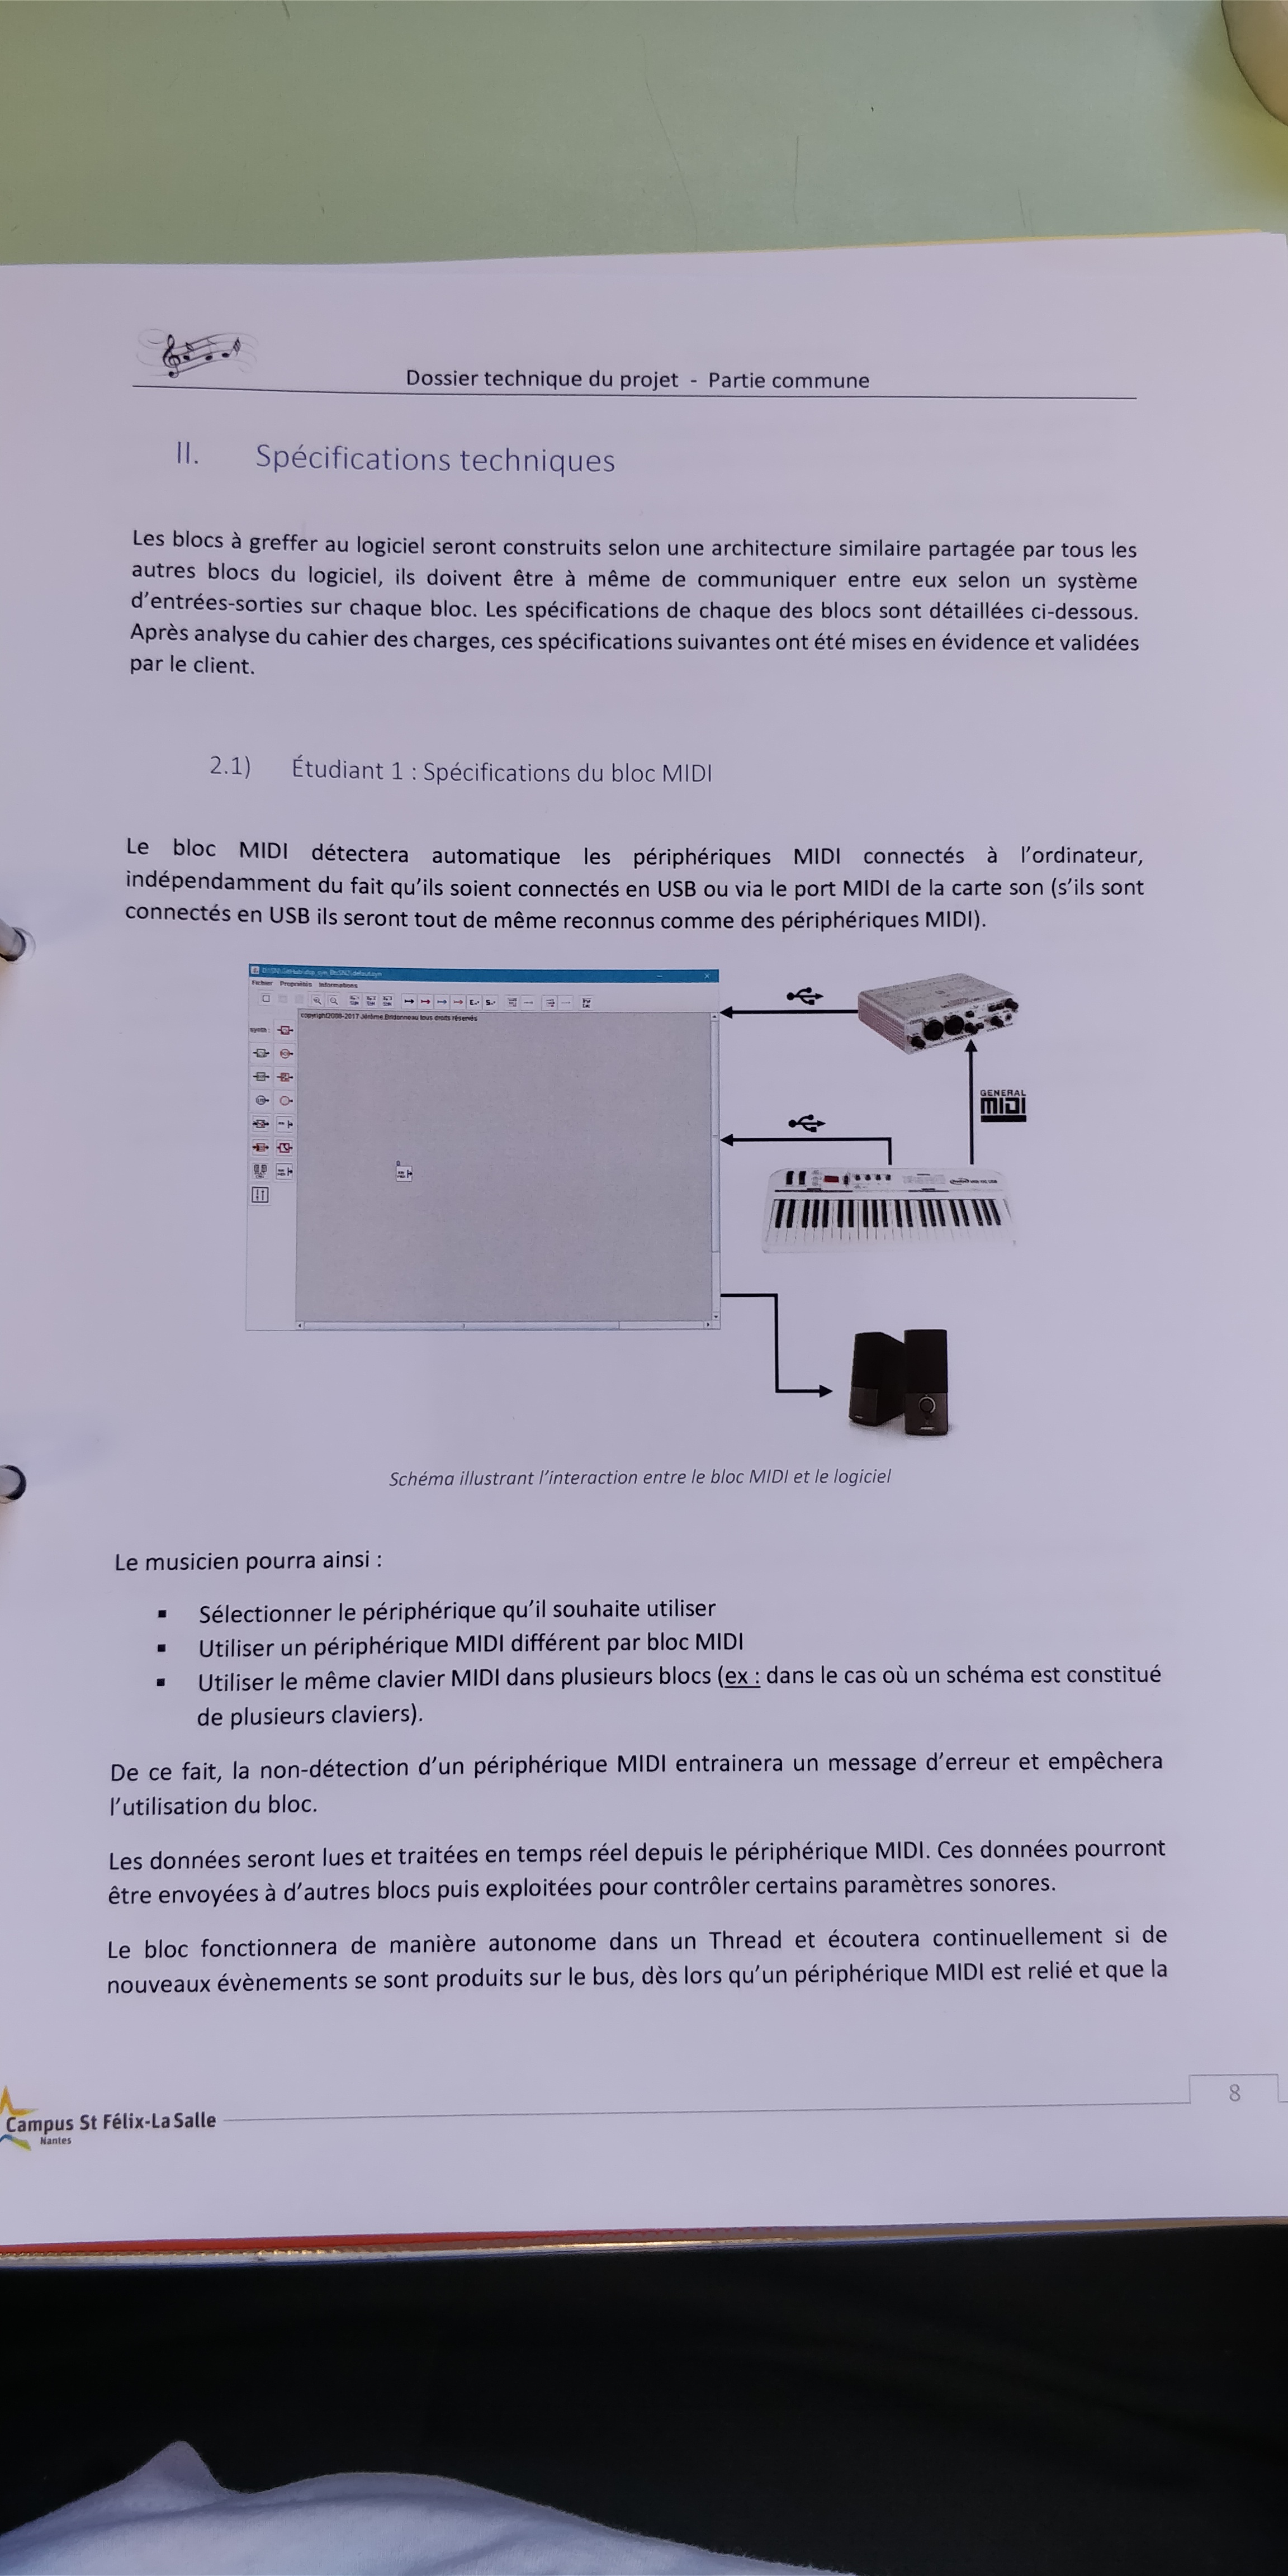 Dossier technique du projet - Partie commune
II. Spécifications techniques
Les blocs à greffer au logiciel seront construits selon une architecture similaire partagée par tous les
autres blocs du logiciel, ils doivent être à même de communiquer entre eux selon un système
d'entrées-sorties sur chaque bloc. Les spécifications de chaque des blocs sont détaillées ci-dessous.
Après analyse du cahier des charges, ces spécifications suivantes ont été mises en évidence et validées
par le client.
2.1) Étudiant 1 : Spécifications du bloc MIDI
Le bloc MIDI détectera automatique les périphériques MIDI connectés à l'ordinateur,
indépendamment du fait qu'ils soient connectés en USB ou via le port MIDI de la carte son (s'ils sont
connectés en USB ils seront tout de même reconnus comme des périphériques MIDI).
Fichier Propriétés Informations
copyright2008-2017 Jérôme Bridonneau tous droits réservés
GENERAL
MIDI
Schéma illustrant l'interaction entre le bloc MIDI et le logiciel
Le musicien pourra ainsi :
▪ Sélectionner le périphérique qu'il souhaite utiliser
▪ Utiliser un périphérique MIDI différent par bloc MIDI
▪ Utiliser le même clavier MIDI dans plusieurs blocs (ex : dans le cas où un schéma est constitué
de plusieurs claviers).
De ce fait, la non-détection d'un périphérique MIDI entrainera un message d'erreur et empêchera
l'utilisation du bloc.
Les données seront lues et traitées en temps réel depuis le périphérique MIDI. Ces données pourront
être envoyées à d'autres blocs puis exploitées pour contrôler certains paramètres sonores.
Le bloc fonctionnera de manière autonome dans un Thread et écoutera continuellement si de
nouveaux évènements se sont produits sur le bus, dès lors qu'un périphérique MIDI est relié et que la
8
Campus St Félix-La Salle
Nantes